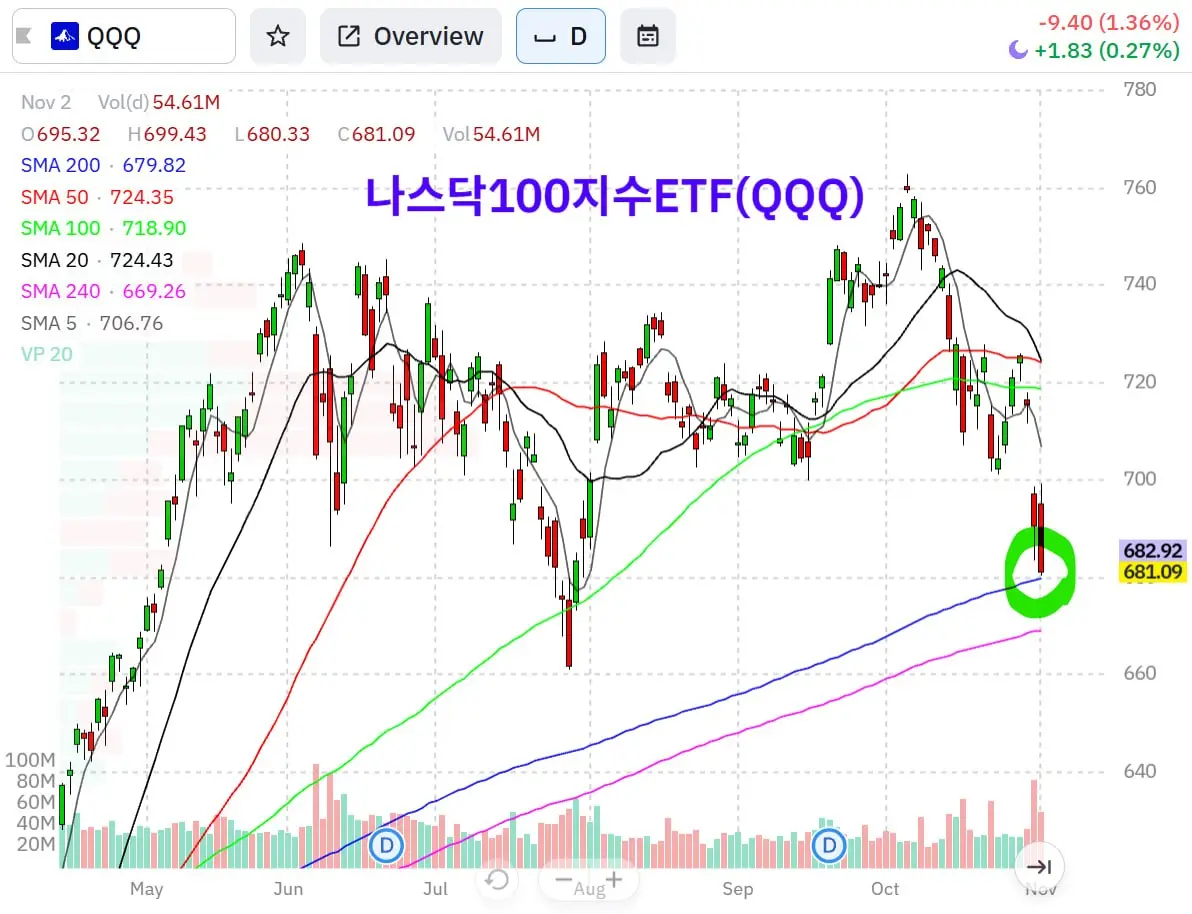 QQQ
Overview
D
-9.40 (1.36%)
+1.83 (0.27%)
Nov 2 Vol(d) 54.61M
O695.32 H699.43 L680.33 C681.09 Vol 54.61M
SMA 200 · 679.82
SMA 50 · 724.35
SMA 100 · 718.90
SMA 20 · 724.43
SMA 240 · 669.26
SMA 5 · 706.76
VP 20
나스닥100지수ETF(QQQ)
780
760
740
720
700
682.92
681.09
660
640
100M
80M
60M
40M
20M
D
D
May Jun Jul Aug Sep Oct Nov